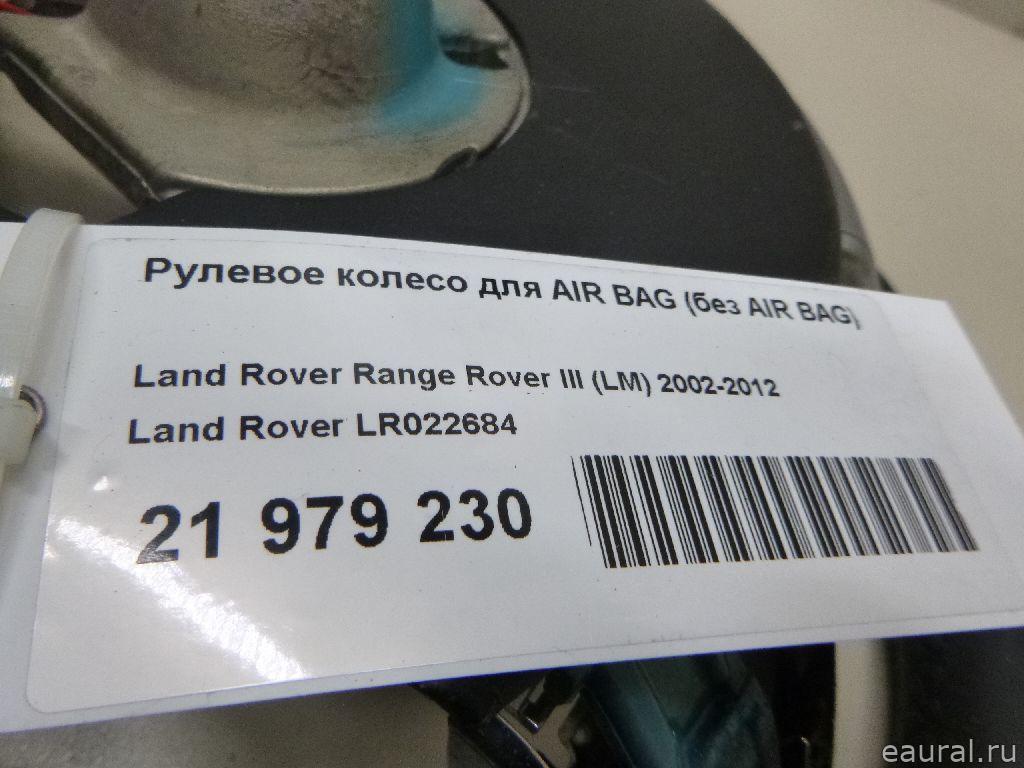 Рулевое колесо для AIR BAG (без AIR BAG)
Land Rover Range Rover III (LM) 2002-2012
Land Rover LR022684
21 979 230
eaural.ru